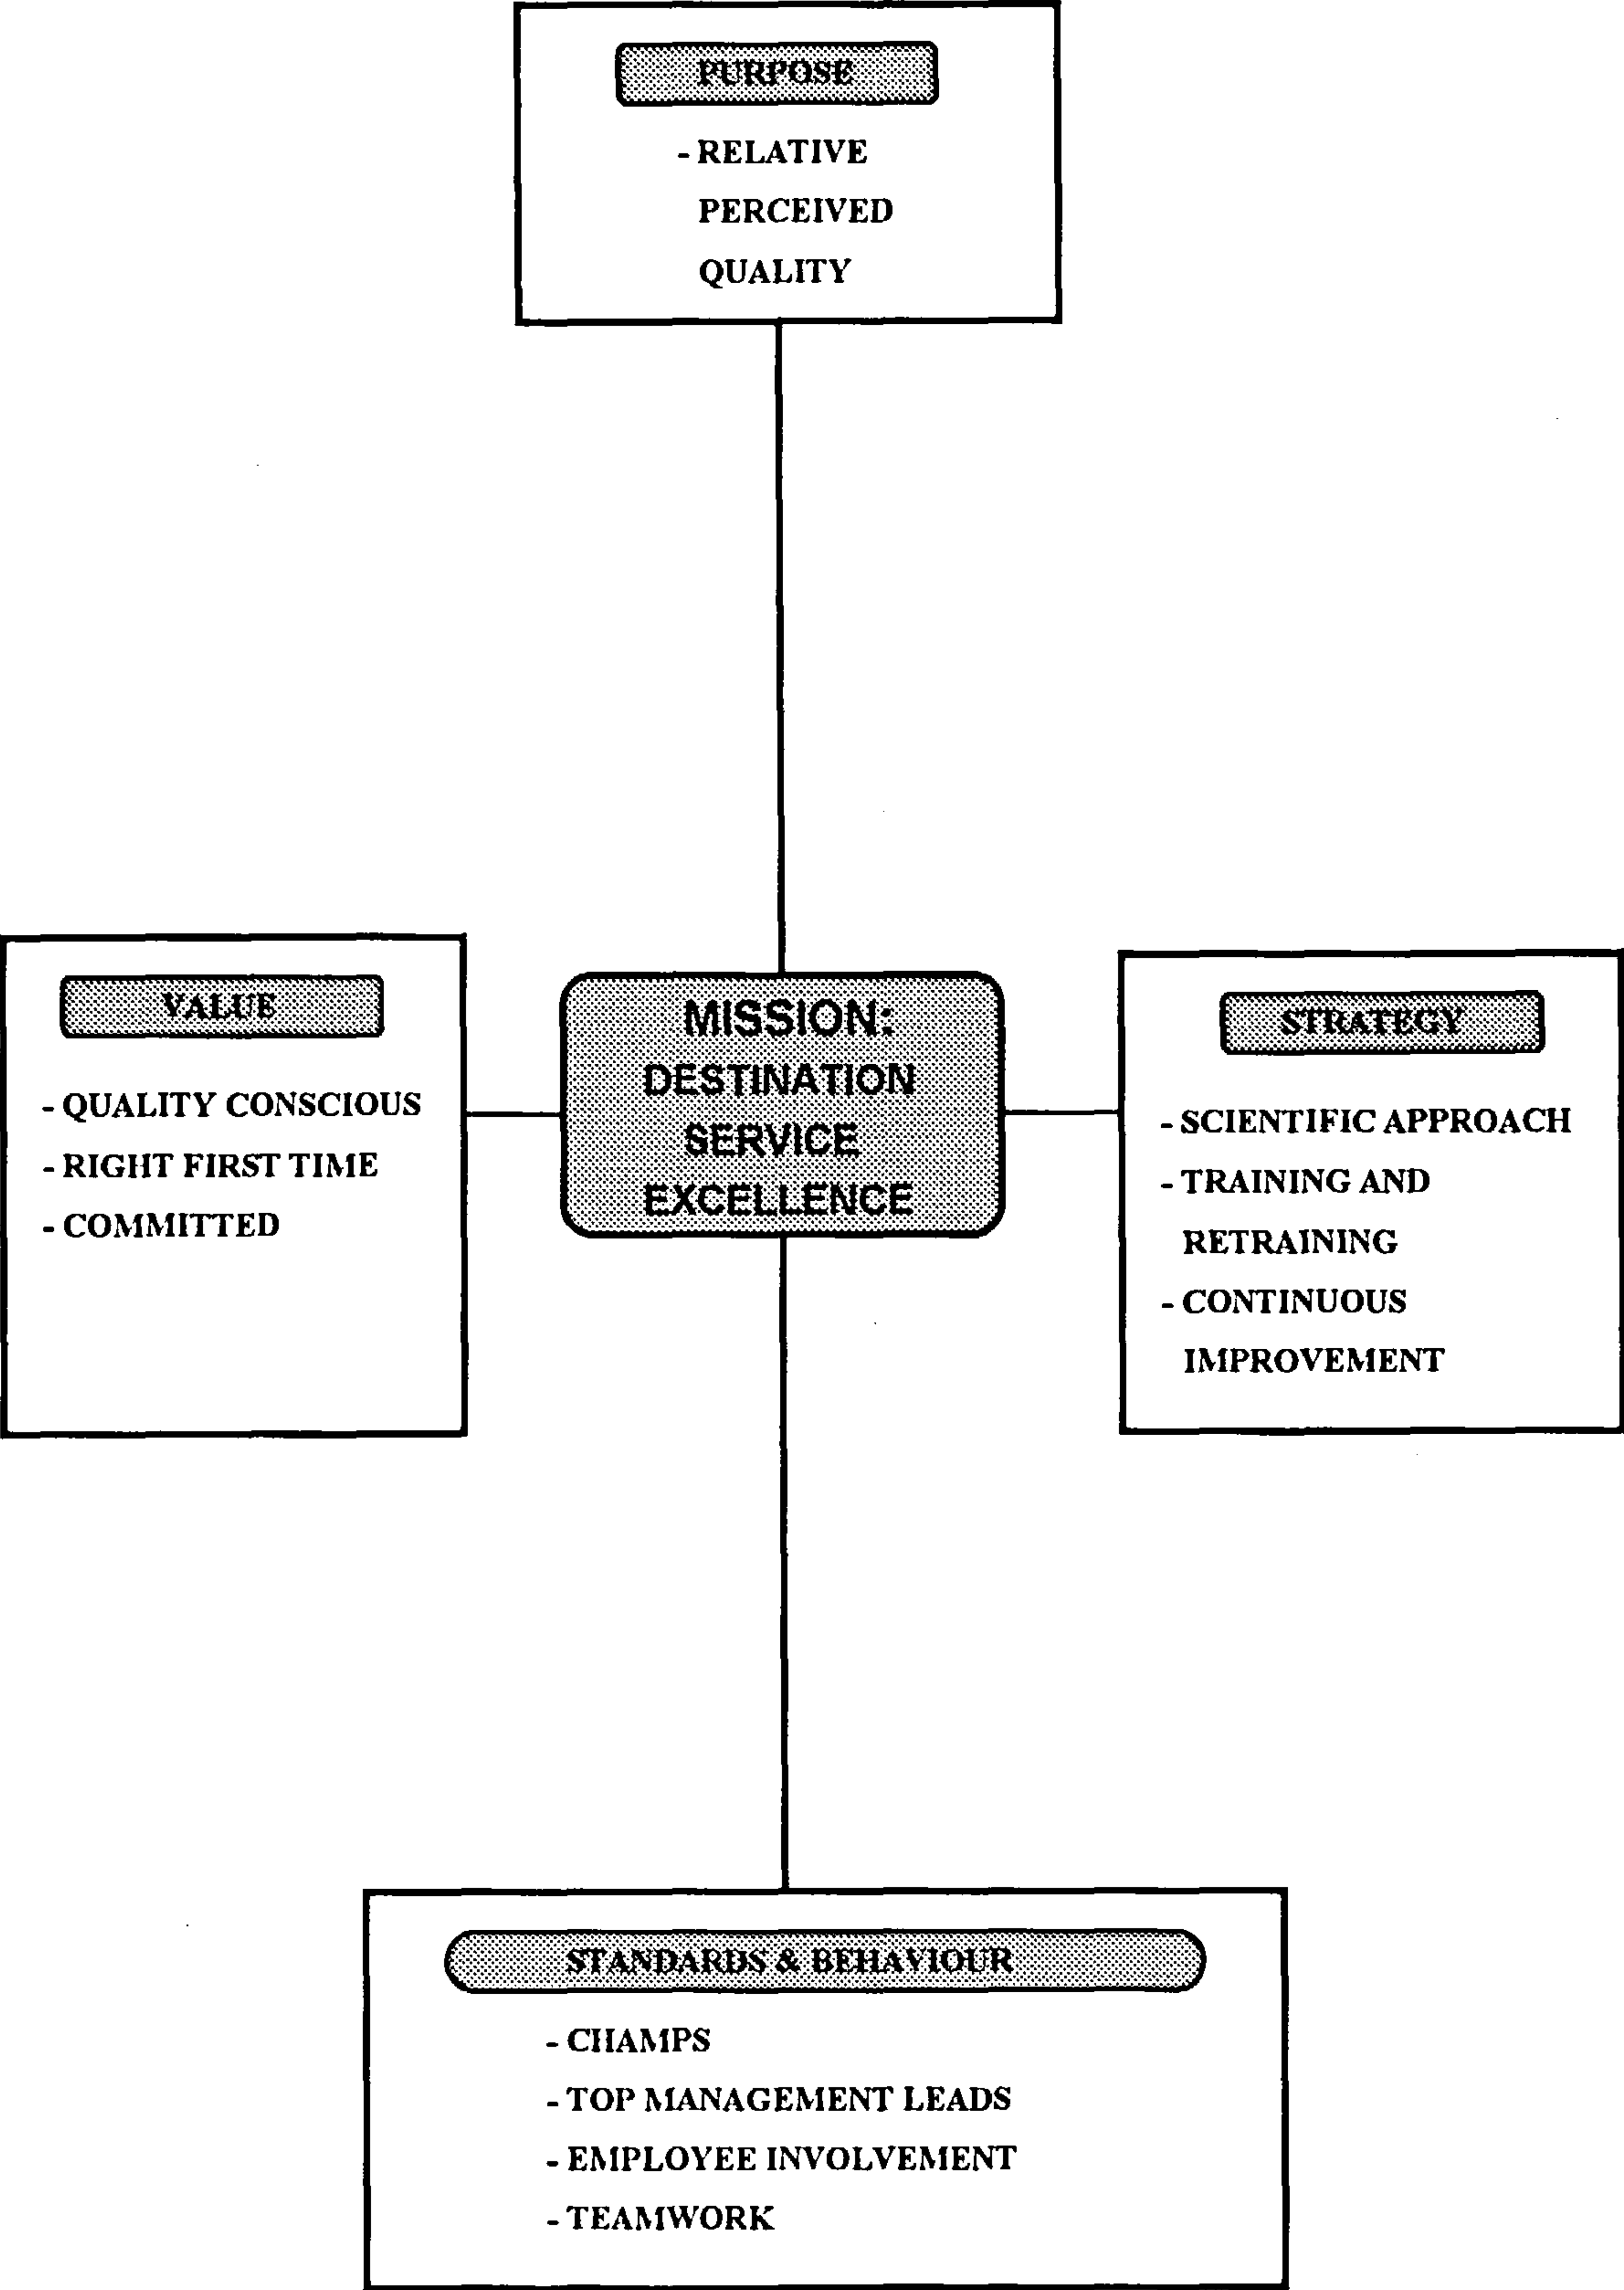 PURPOSE
- RELATIVE
PERCEIVED
QUALITY
VALUE
- QUALITY CONSCIOUS
- RIGHT FIRST TIME
- COMMITTED
MISSION:
DESTINATION
SERVICE
EXCELLENCE
STRATEGY
- SCIENTIFIC APPROACH
- TRAINING AND
RETRAINING
- CONTINUOUS
IMPROVEMENT
STANDARDS & BEHAVIOUR
- CHAMPS
- TOP MANAGEMENT LEADS
- EMPLOYEE INVOLVEMENT
- TEAMWORK